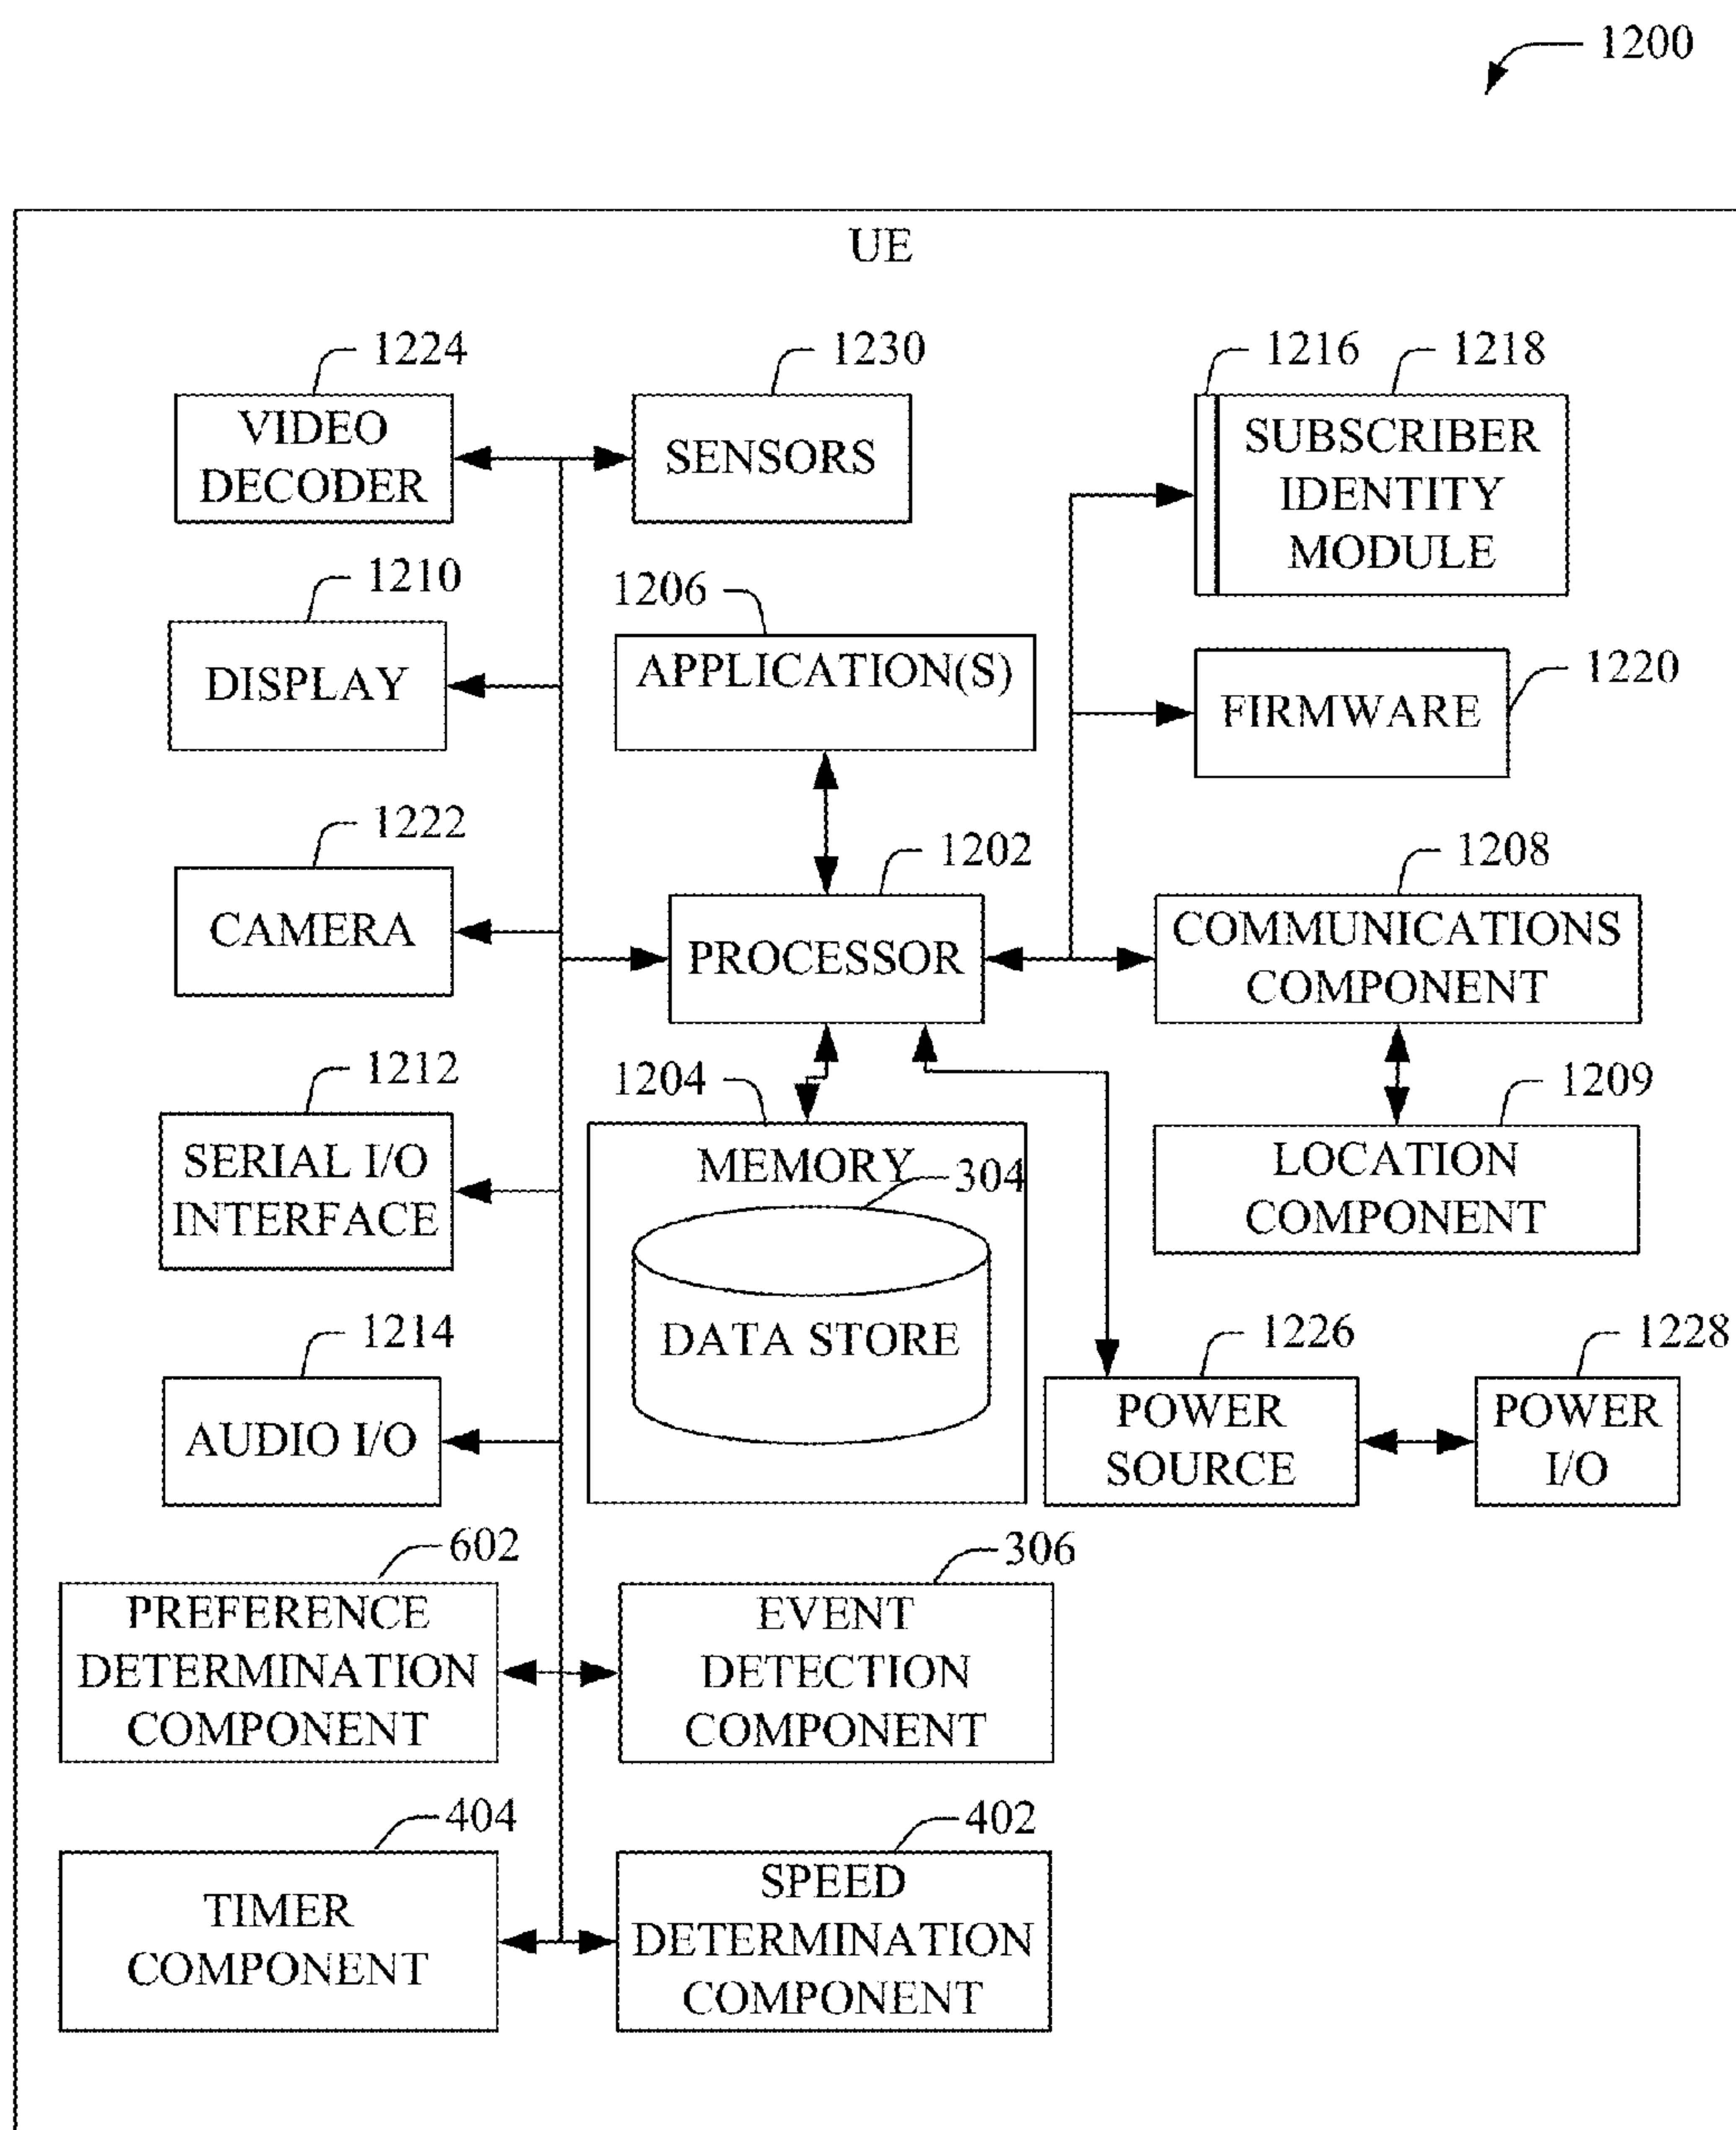 1200
UE
1224
VIDEO
DECODER
1230
SENSORS
1216
1218
SUBSCRIBER
IDENTITY
MODULE
1210
DISPLAY
1206
APPLICATION(S)
1220
FIRMWARE
1222
CAMERA
1202
PROCESSOR
1208
COMMUNICATIONS
COMPONENT
1212
SERIAL I/O
INTERFACE
1204
MEMORY
304
DATA STORE
1209
LOCATION
COMPONENT
1214
AUDIO I/O
1226
POWER
SOURCE
1228
POWER
I/O
602
PREFERENCE
DETERMINATION
COMPONENT
306
EVENT
DETECTION
COMPONENT
404
TIMER
COMPONENT
402
SPEED
DETERMINATION
COMPONENT